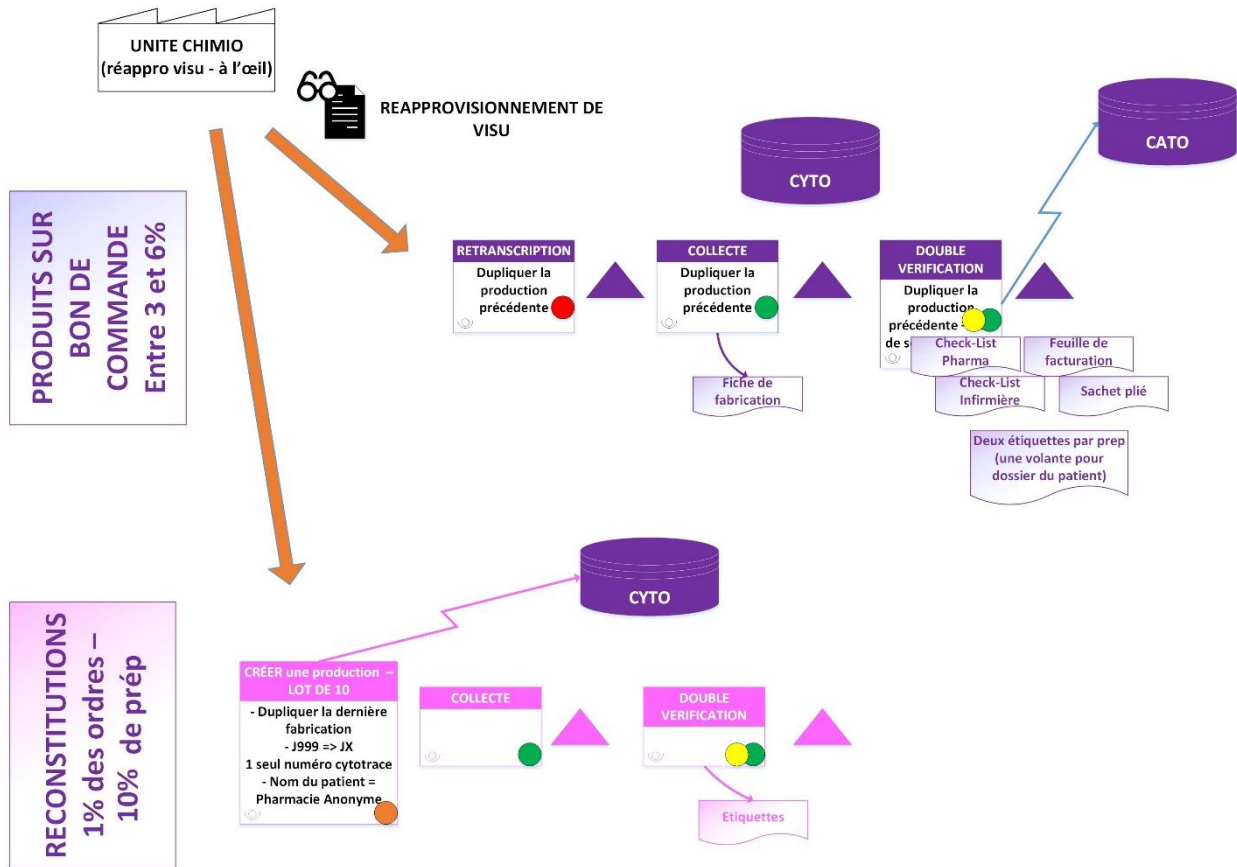 UNITE CHIMIO
(réappro visu - à l'œil)
REAPPROVISIONNEMENT DE
VISU
CATO
CYTO
PRODUITS SUR
BON DE
COMMANDE
Entre 3 et 6%
RETRANSCRIPTION
Dupliquer la
production
précédente
COLLECTE
Dupliquer la
production
précédente
DOUBLE
VERIFICATION
Dupliquer la
production
précédente
de
Check-List
Pharma
Feuille de
facturation
Check-List
Infirmière
Sachet plié
Fiche de
fabrication
Deux étiquettes par prep
(une volante pour
dossier du patient)
CYTO
RECONSTITUTIONS
1% des ordres –
10% de prép
CRÉER une production –
LOT DE 10
- Dupliquer la dernière
fabrication
- J999 => JX
1 seul numéro cytotrace
- Nom du patient =
Pharmacie Anonyme
COLLECTE
DOUBLE
VERIFICATION
Etiquettes